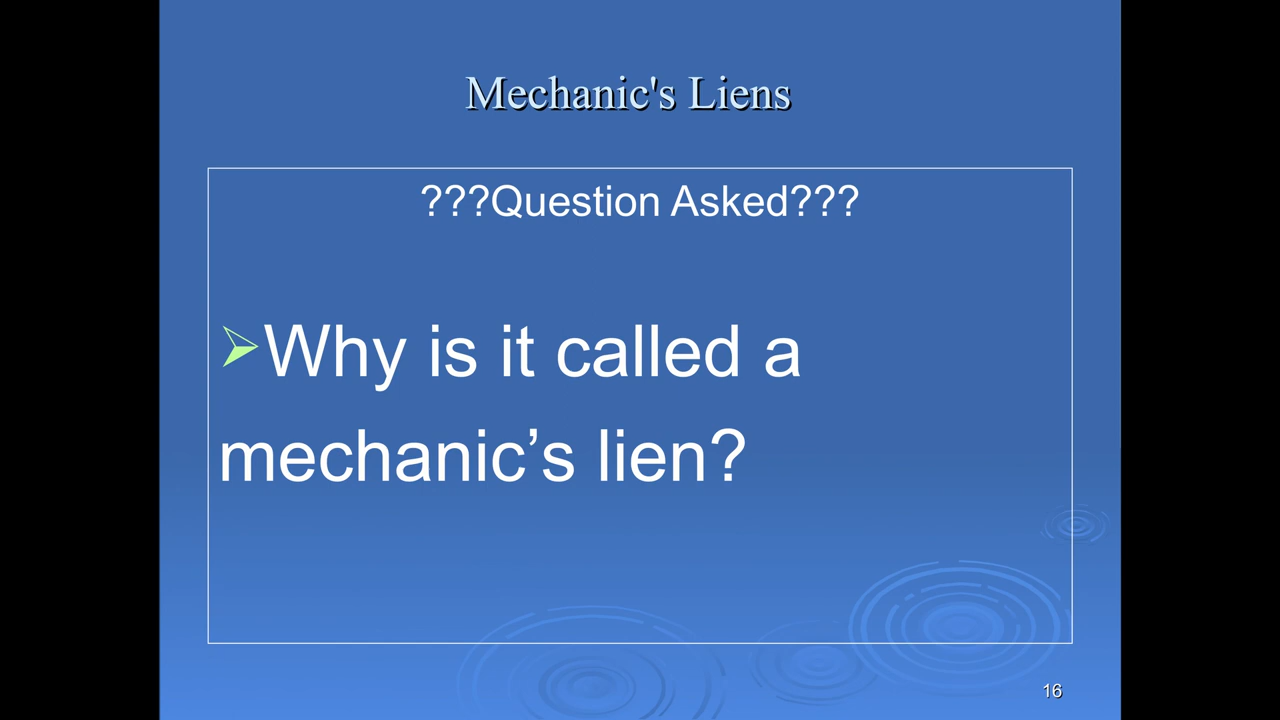 Mechanic's Liens
???Question Asked???
Why is it called a
mechanic’s lien?
16